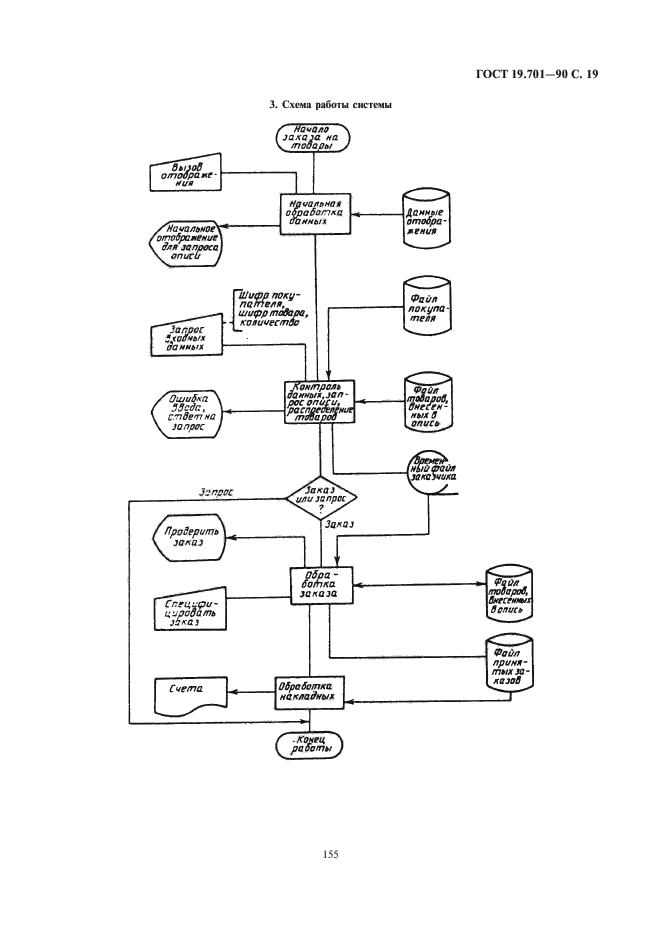 ГОСТ 19.701—90 С. 19
3. Схема работы системы
Начало
заказа на
товары
Вызов
отображе-
ния
Начальная
обработка
данных
Данные
отобра-
жения
Начальное
отображение
для запроса
описи
Шифр поку-
пателя,
шифр товара,
количество
Файл
покупа-
теля
Запрос
входных
данных
Контроль
данных, зап-
рос описи,
распределение
товаров
Файл
товаров,
внесен-
ных в
опись
Ошибка
ввода,
ответ на
запрос
Времен-
ный файл
заказчика
Запрос
Заказ
или запрос
?
Заказ
Проверить
заказ
Обра-
ботка
заказа
Файл
товаров,
внесенных
в опись
Специфи-
цировать
заказ
Файл
приня-
тых за-
казов
Счета
Обработка
накладных
Конец
работы
155